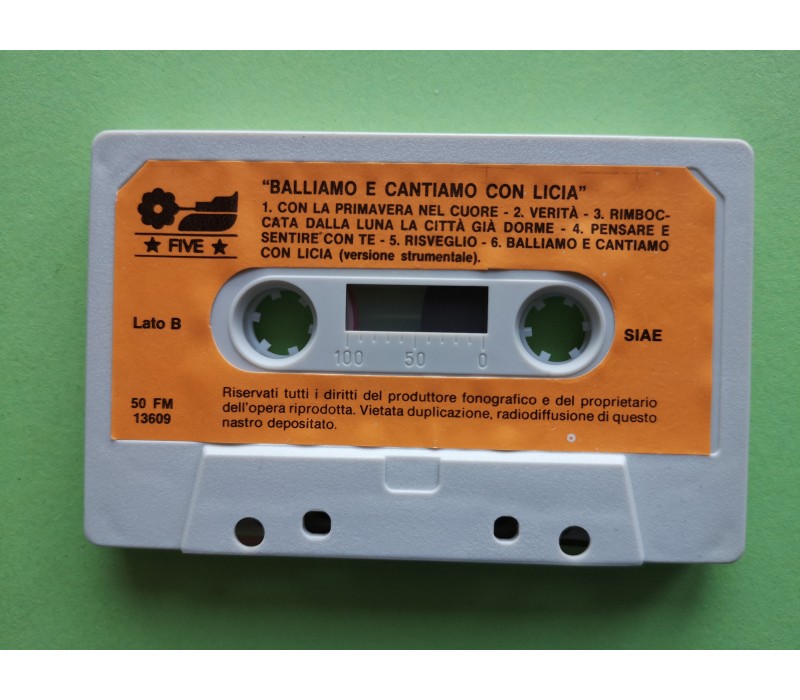 "BALLIAMO E CANTIAMO CON LICIA"
1. CON LA PRIMAVERA NEL CUORE - 2. VERITÀ - 3. RIMBOC-
CATA DALLA LUNA LA CITTÀ GIÀ DORME - 4. PENSARE E
SENTIRE CON TE - 5. RISVEGLIO - 6. BALLIAMO E CANTIAMO
CON LICIA (versione strumentale).
★ FIVE ★
Lato B
SIAE
100 50 0
50 FM
13609
Riservati tutti i diritti del produttore fonografico e del proprietario
dell'opera riprodotta. Vietata duplicazione, radiodiffusione di questo
nastro depositato.